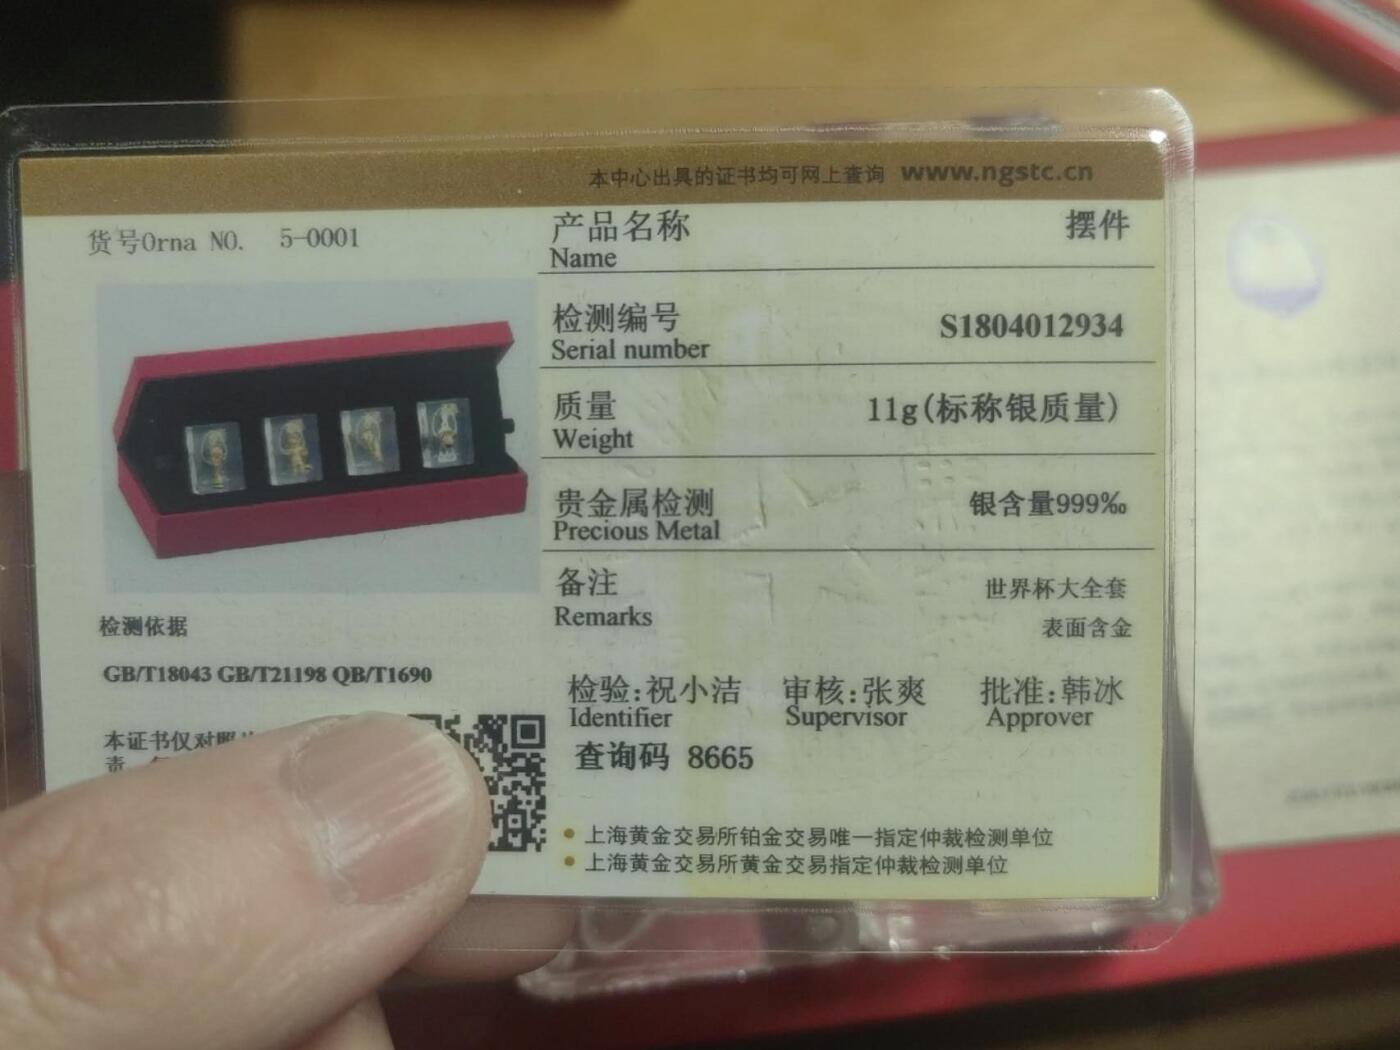 本中心出具的证书均可网上查询 www.ngstc.cn
货号Orna NO. 5-0001
产品名称 摆件
Name
检测编号 S1804012934
Serial number
质量 11g(标称银质量)
Weight
贵金属检测 银含量999‰
Precious Metal
备注 世界杯大全套
Remarks 表面含金
检测依据
GB/T18043 GB/T21198 QB/T1690
本证书仅对照
责
检验:祝小洁 审核:张爽 批准:韩冰
Identifier Supervisor Approver
查询码 8665
上海黄金交易所铂金交易唯一指定仲裁检测单位
上海黄金交易所黄金交易指定仲裁检测单位